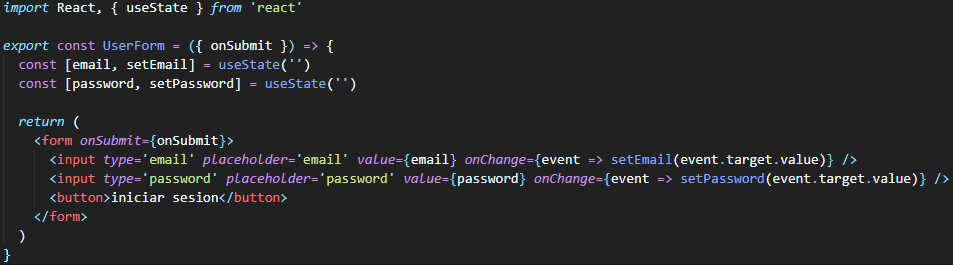 import React, { useState } from 'react'
export const UserForm = ({ onSubmit }) => {
const [email, setEmail] = useState('')
const [password, setPassword] = useState('')
return (
<form onSubmit={onSubmit}>
<input type='email' placeholder='email' value={email} onChange={event => setEmail(event.target.value)} />
<input type='password' placeholder='password' value={password} onChange={event => setPassword(event.target.value)} />
<button>iniciar sesion</button>
</form>
)
}